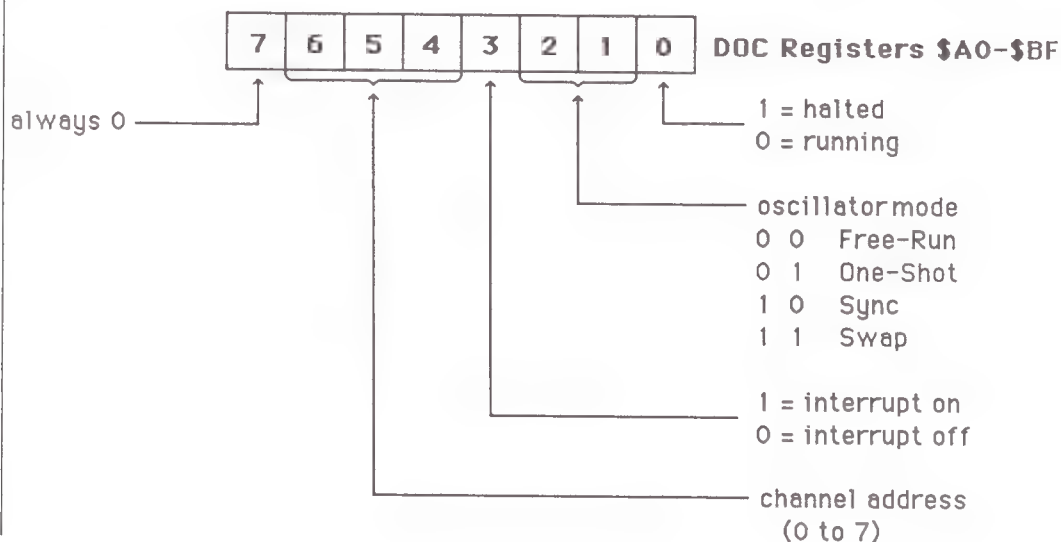 7 6 5 4 3 2 1 0 DOC Registers $A0-$BF
always 0
1 = halted
0 = running
oscillator mode
0 0 Free-Run
0 1 One-Shot
1 0 Sync
1 1 Swap
1 = interrupt on
0 = interrupt off
channel address
(0 to 7)